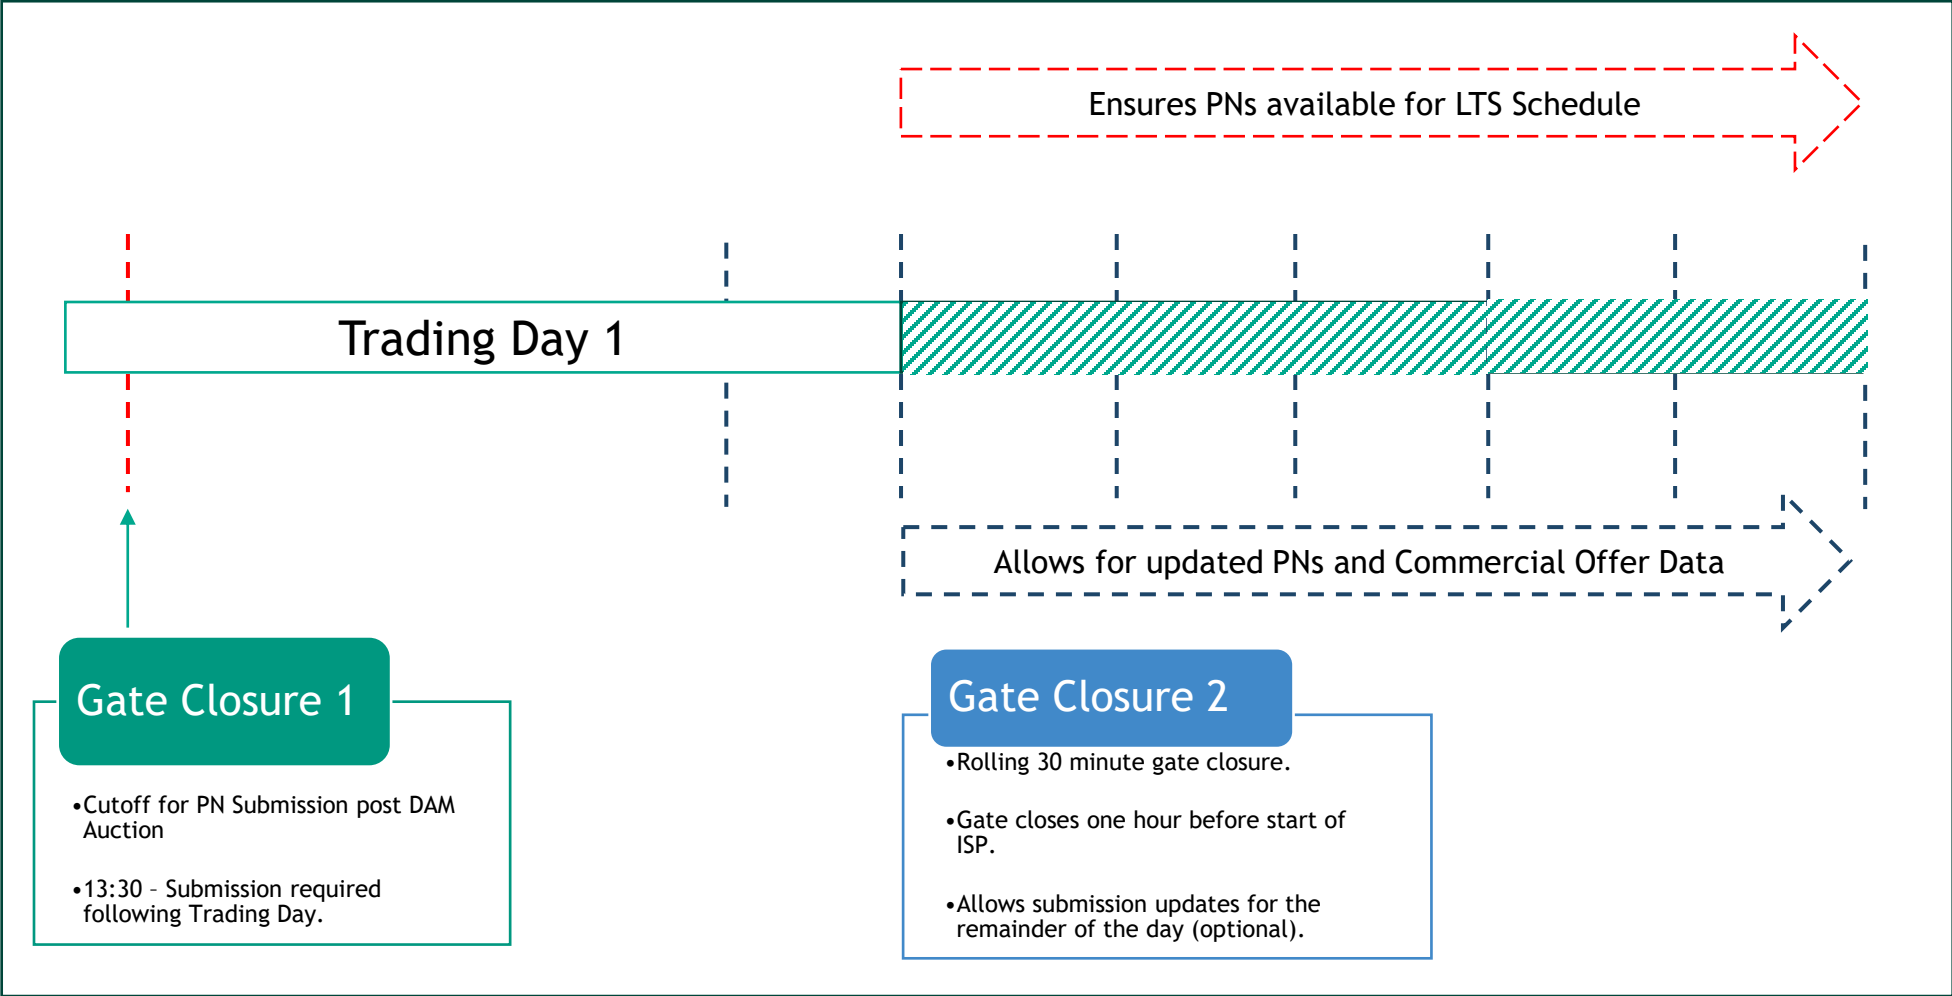 Ensures PNs available for LTS Schedule
Trading Day 1
Allows for updated PNs and Commercial Offer Data
Gate Closure 1
•Cutoff for PN Submission post DAM
Auction
•13:30 – Submission required
following Trading Day.
Gate Closure 2
•Rolling 30 minute gate closure.
•Gate closes one hour before start of
ISP.
•Allows submission updates for the
remainder of the day (optional).